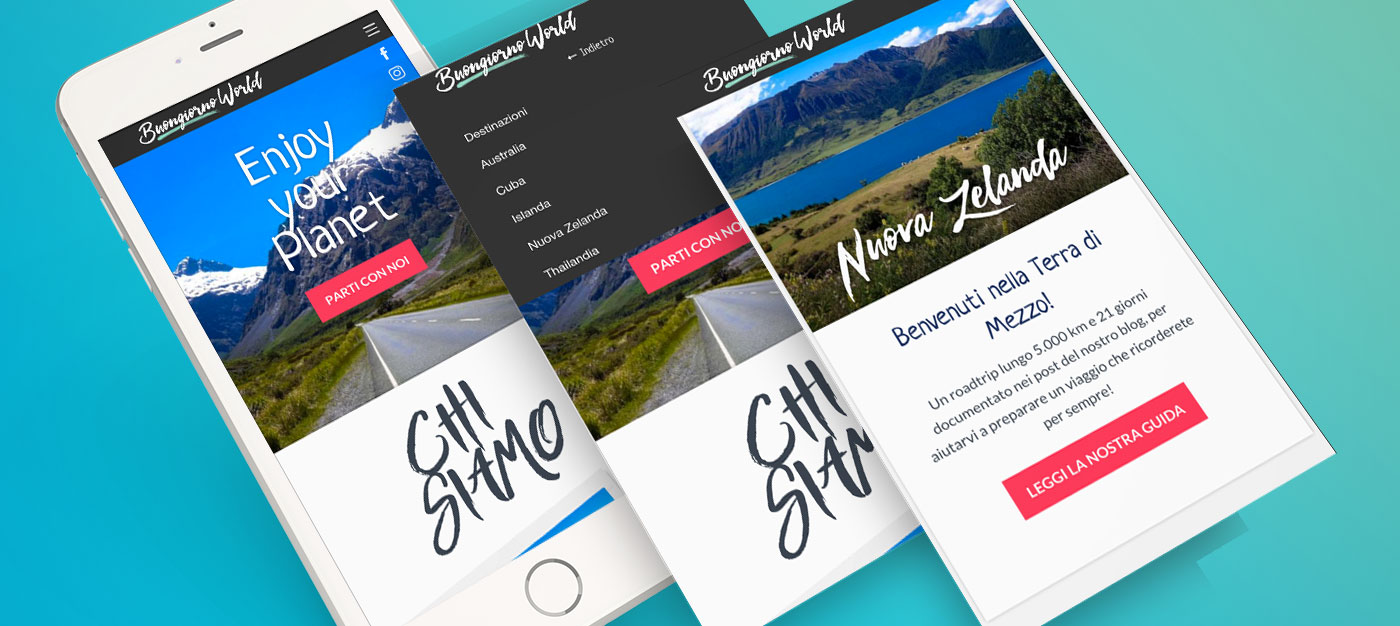 Buongiorno World
Enjoy
your
Planet
PARTI CON NOI
CHI
SIAMO
Buongiorno World
← Indietro
Destinazioni
Australia
Cuba
Islanda
Nuova Zelanda
Thailandia
PARTI CON NO
CHI
SIAM
Buongiorno World
Nuova Zelanda
Benvenuti nella Terra di
Mezzo!
Un roadtrip lungo 5.000 km e 21 giorni
documentato nei post del nostro blog, per
aiutarvi a preparare un viaggio che ricorderete
per sempre!
LEGGI LA NOSTRA GUIDA